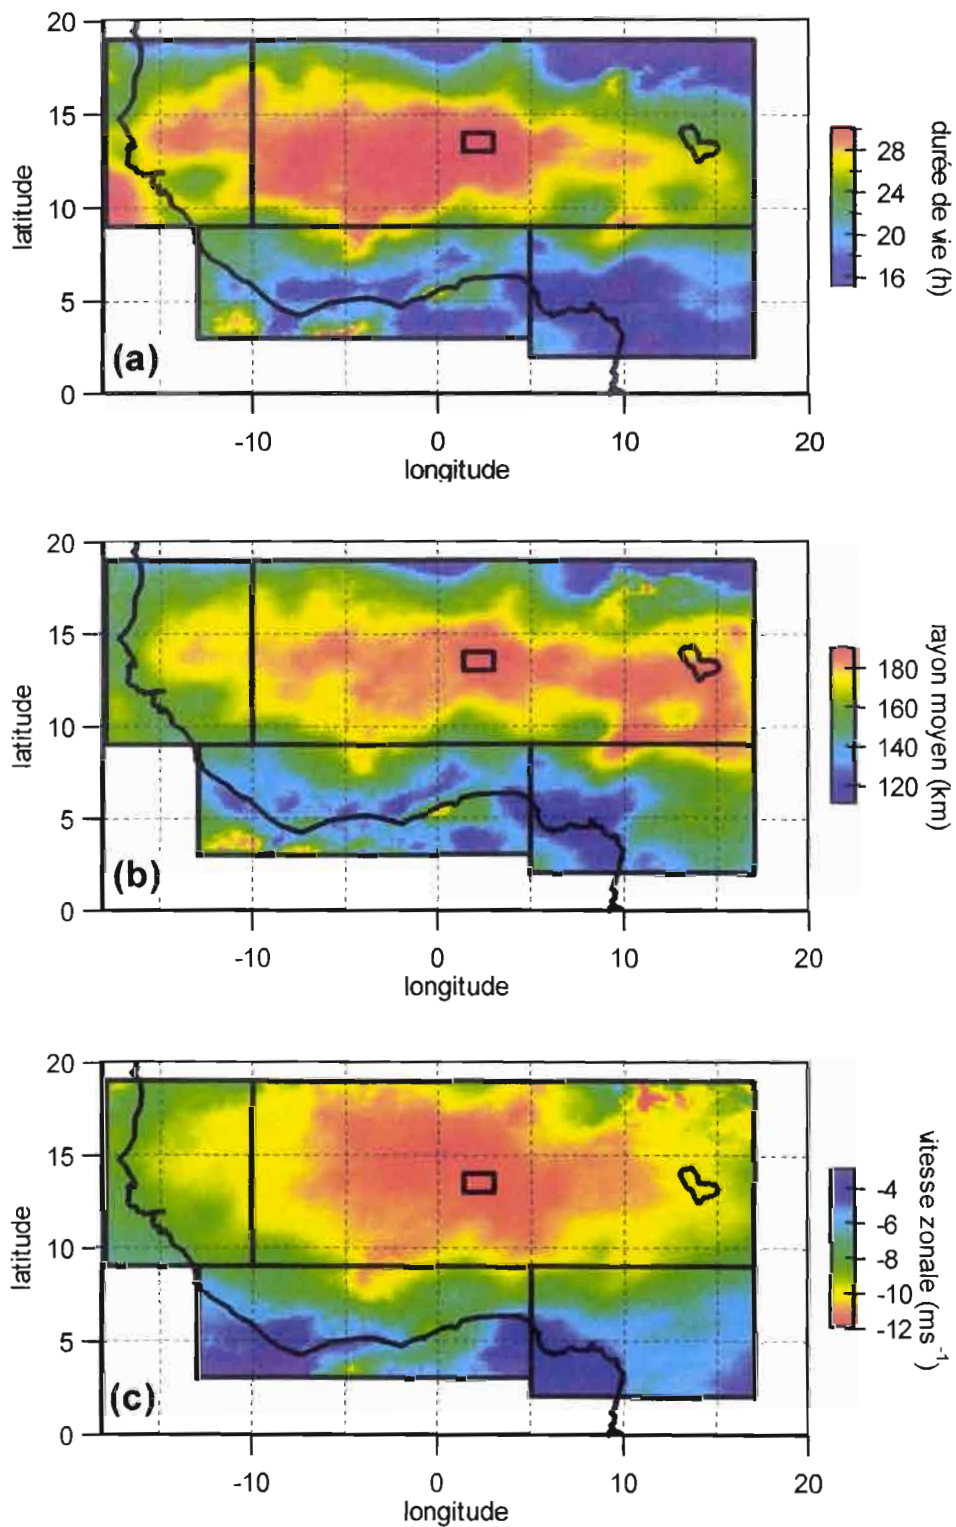 20
15
10
5
0
latitude
(a)
-10 0 10 20
longitude
28
24
20
16
durée de vie (h)
20
15
10
5
0
latitude
(b)
-10 0 10 20
longitude
180
160
140
120
rayon moyen (km)
20
15
10
5
0
latitude
(c)
-10 0 10 20
longitude
-4
-6
-8
-10
-12
vitesse zonale (ms⁻¹)